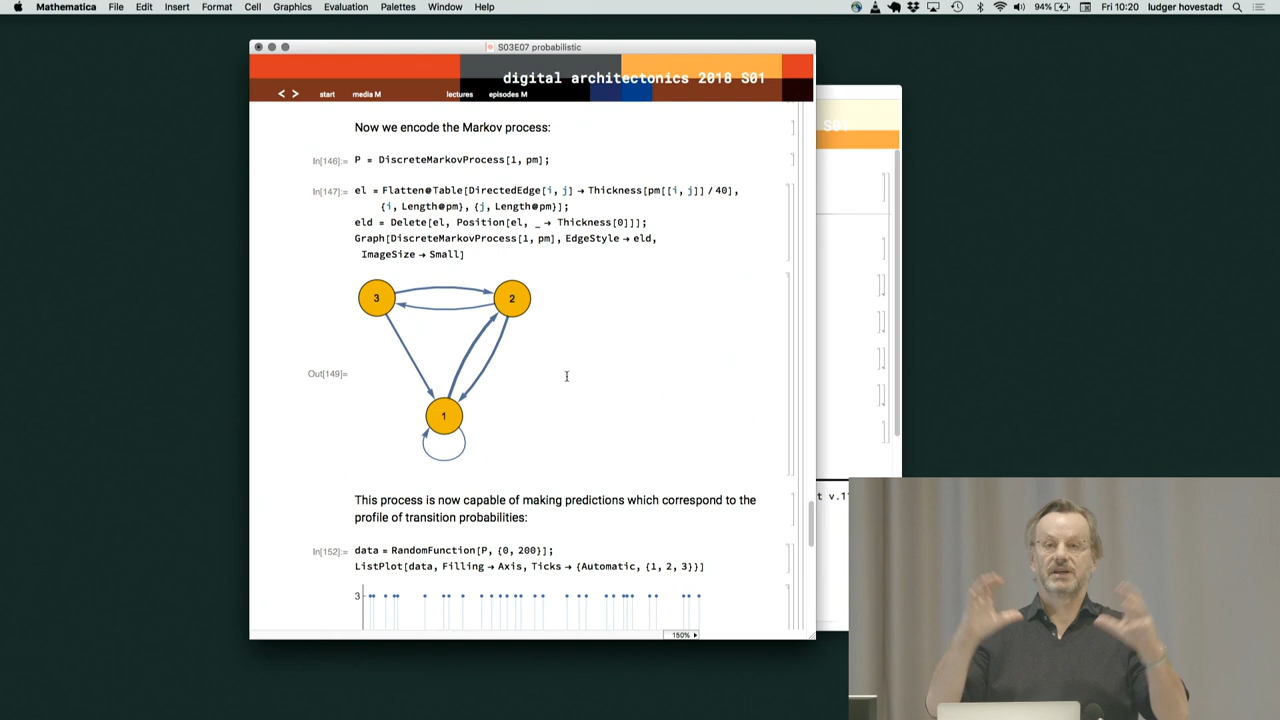 Mathematica File Edit Insert Format Cell Graphics Evaluation Palettes Window Help 94% Fri 10:20 ludger hovestadt
S03E07 probabilistic
digital architectonics 2018 S01
< > start media M lectures episodes M
S01
Now we encode the Markov process:
In[146]:= P = DiscreteMarkovProcess[1, pm];
In[147]:= el = Flatten@Table[DirectedEdge[i, j] → Thickness[pm[[i, j]] / 40],
{i, Length@pm}, {j, Length@pm}];
eld = Delete[el, Position[el, _ → Thickness[0]]];
Graph[DiscreteMarkovProcess[1, pm], EdgeStyle → eld,
ImageSize → Small]
3 2
Out[149]=
1
This process is now capable of making predictions which correspond to the
profile of transition probabilities:
In[152]:= data = RandomFunction[P, {0, 200}];
ListPlot[data, Filling → Axis, Ticks → {Automatic, {1, 2, 3}}]
3
150%